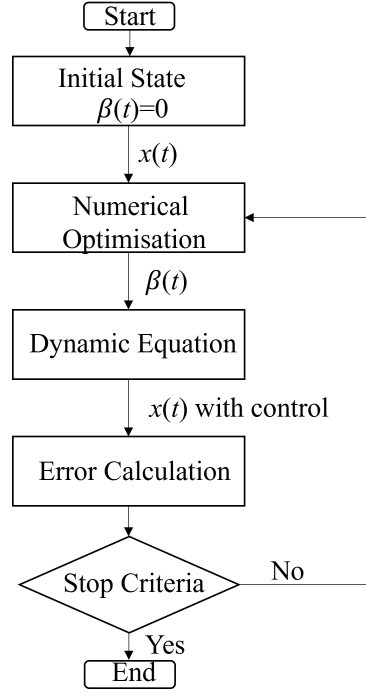 Start
Initial State
β(t)=0
x(t)
Numerical
Optimisation
β(t)
Dynamic Equation
x(t) with control
Error Calculation
Stop Criteria
No
Yes
End